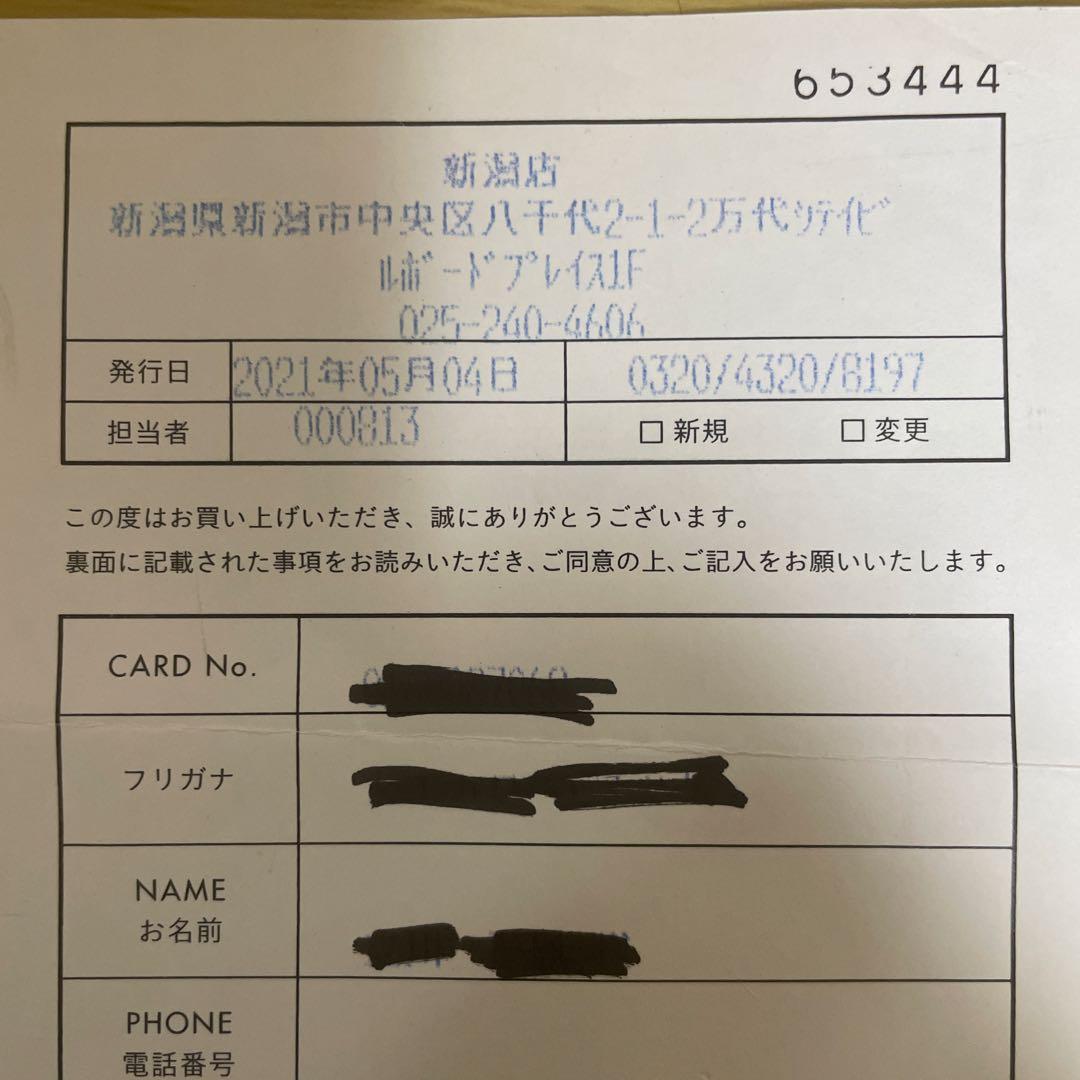 653444
新潟店
新潟県新潟市中央区八千代2-1-2万代ｼﾃｲﾋﾞ
ﾙﾎﾞｰﾄﾞﾌﾟﾚｲｽ1F
025-240-4606
発行日 2021年05月04日 0320/4320/8197
担当者 000813 □ 新規 □ 変更
この度はお買い上げいただき、誠にありがとうございます。
裏面に記載された事項をお読みいただき、ご同意の上、ご記入をお願いいたします。
CARD No.
フリガナ
NAME
お名前
PHONE
電話番号